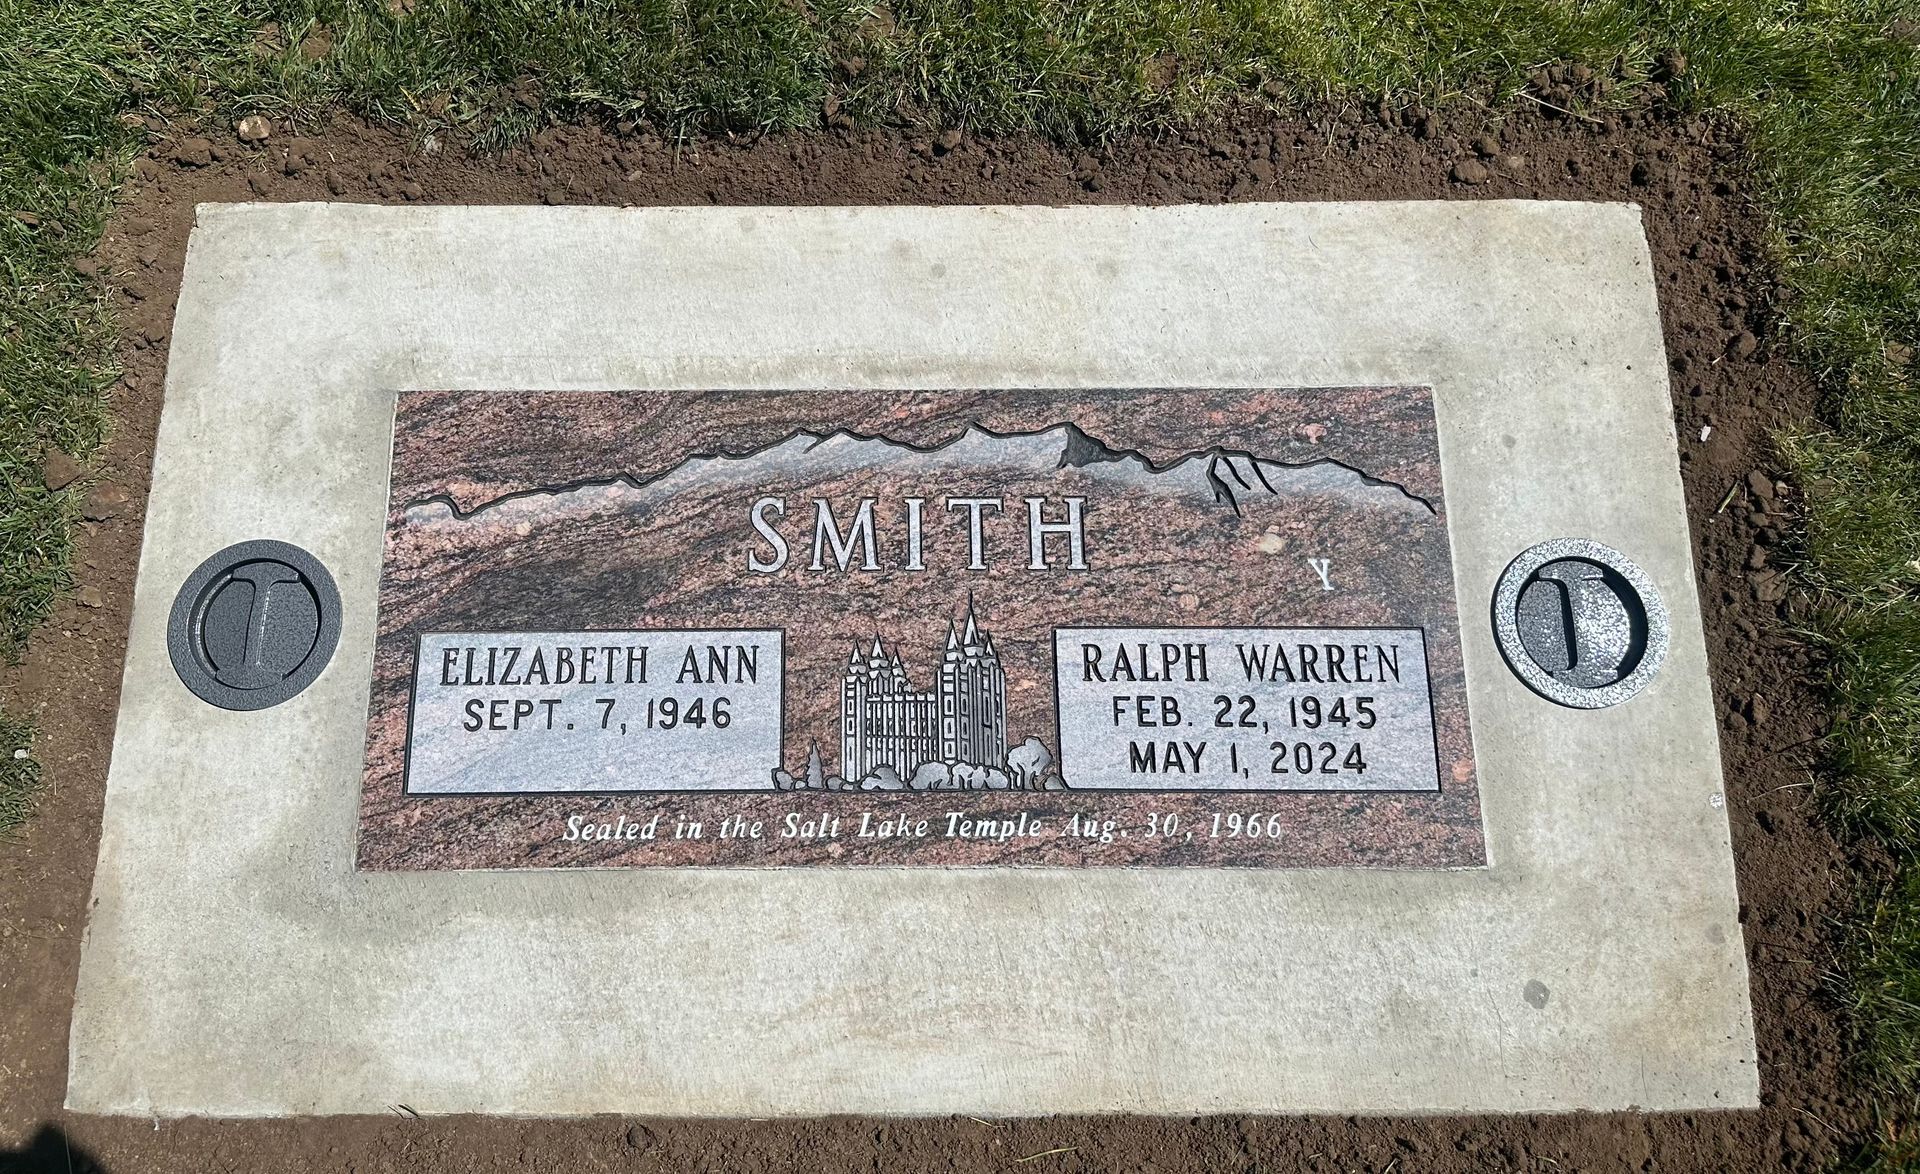 SMITH
Y
ELIZABETH ANN
SEPT. 7, 1946
RALPH WARREN
FEB. 22, 1945
MAY 1, 2024
Sealed in the Salt Lake Temple Aug. 30, 1966